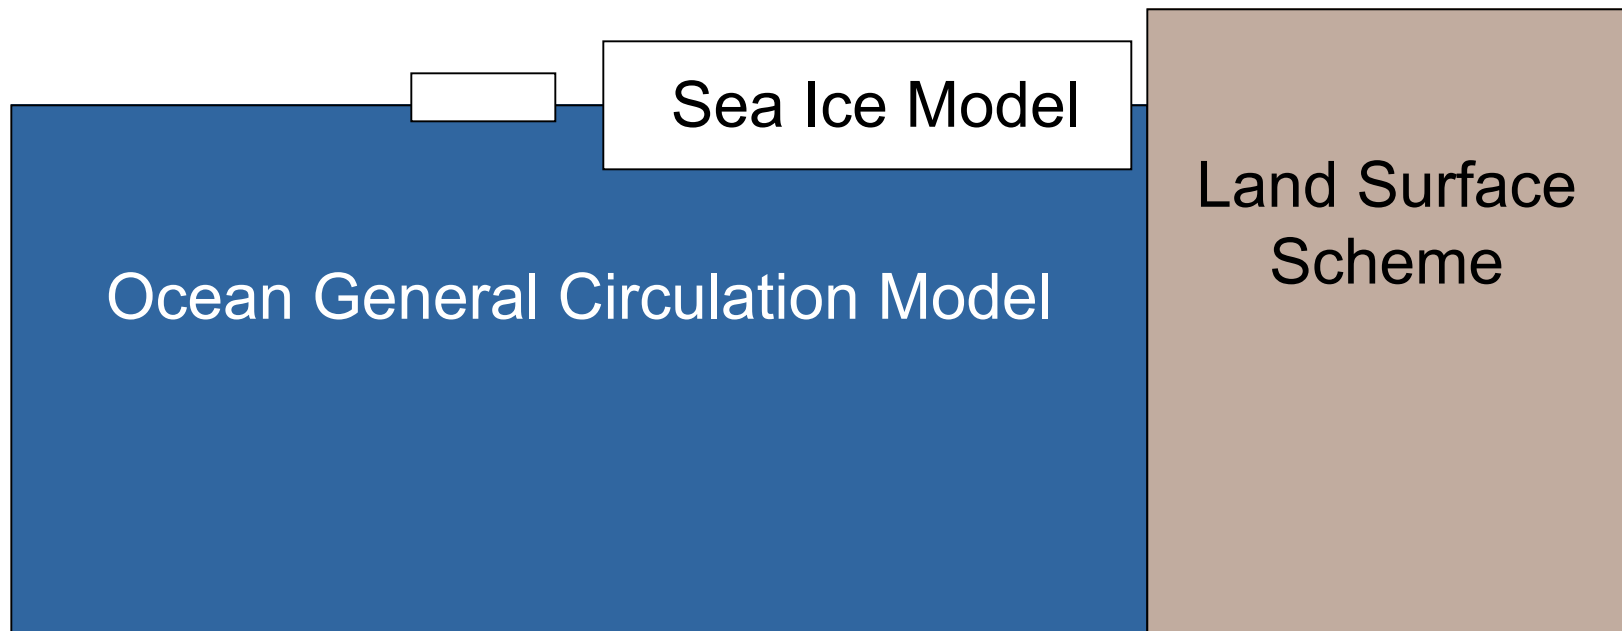 Sea Ice Model
Land Surface
Scheme
Ocean General Circulation Model